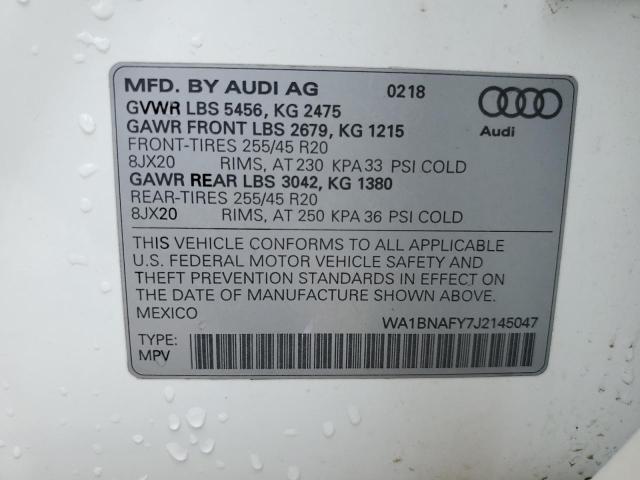 MFD. BY AUDI AG 0218
GVWR LBS 5456, KG 2475
GAWR FRONT LBS 2679, KG 1215
FRONT-TIRES 255/45 R20
8JX20 RIMS, AT 230 KPA 33 PSI COLD
GAWR REAR LBS 3042, KG 1380
REAR-TIRES 255/45 R20
8JX20 RIMS, AT 250 KPA 36 PSI COLD
Audi
THIS VEHICLE CONFORMS TO ALL APPLICABLE
U.S. FEDERAL MOTOR VEHICLE SAFETY AND
THEFT PREVENTION STANDARDS IN EFFECT ON
THE DATE OF MANUFACTURE SHOWN ABOVE.
MEXICO WA1BNAFY7J2145047
TYPE:
MPV